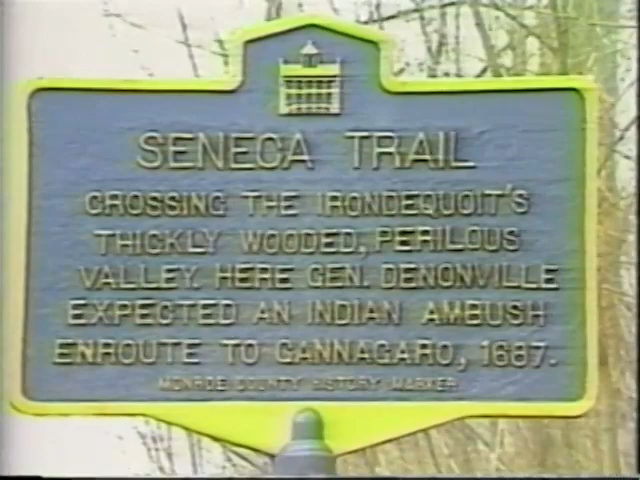 SENECA TRAIL
CROSSING THE IRONDEQUOIT'S
THICKLY WOODED, PERILOUS
VALLEY. HERE GEN. DENONVILLE
EXPECTED AN INDIAN AMBUSH
ENROUTE TO GANNAGARO, 1687.
MONROE COUNTY HISTORY MARKER